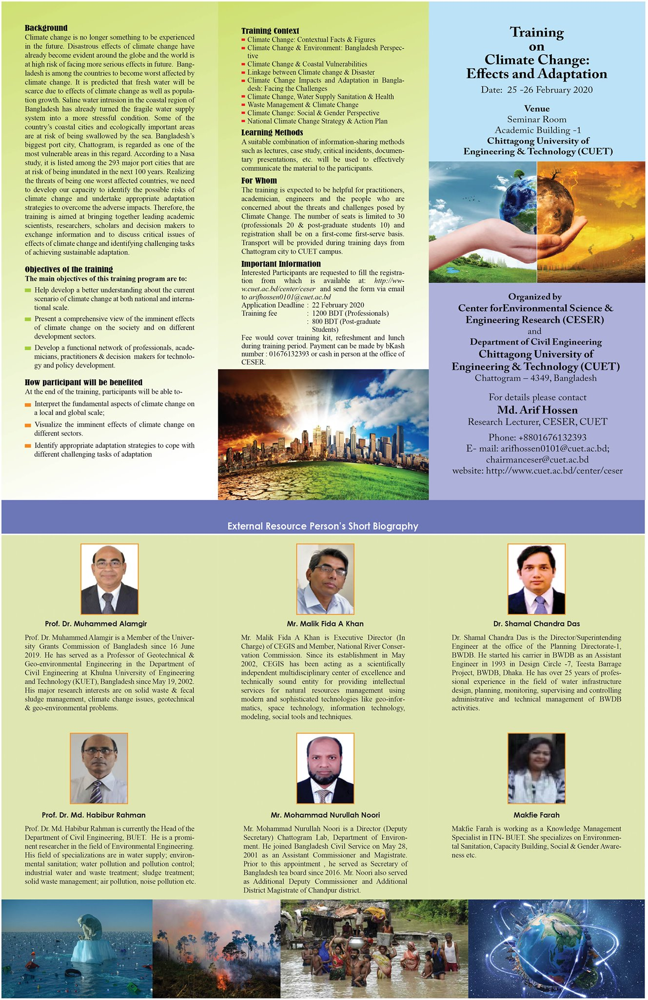 Background
Climate change is no longer something to be experienced
in the future. Disastrous effects of climate change have
already become evident around the globe and the world is
at high risk of facing more serious effects in future. Bang-
ladesh is among the countries to become worst affected by
climate change. It is predicted that fresh water will be
scarce due to effects of climate change as well as popula-
tion growth. Saline water intrusion in the coastal region of
Bangladesh has already turned the fragile water supply
system into a more stressful condition. Some of the
country's coastal cities and ecologically important areas
are at risk of being swallowed by the sea. Bangladesh's
biggest port city, Chattogram, is regarded as one of the
most vulnerable areas in this regard. According to a Nasa
study, it is listed among the 293 major port cities that are
at risk of being inundated in the next 100 years. Realizing
the threats of being one worst affected countries, we need
to develop our capacity to identify the possible risks of
climate change and undertake appropriate adaptation
strategies to overcome the adverse impacts. Therefore, the
training is aimed at bringing together leading academic
scientists, researchers, scholars and decision makers to
exchange information and to discuss critical issues of
effects of climate change and identifying challenging tasks
of achieving sustainable adaptation.
Objectives of the training
The main objectives of this training program are to:
Help develop a better understanding about the current
scenario of climate change at both national and interna-
tional scale.
Present a comprehensive view of the imminent effects
of climate change on the society and on different
development sectors.
Develop a functional network of professionals, acade-
micians, practitioners & decision makers for technolo-
gy and policy development.
How participant will be benefited
At the end of the training, participants will be able to-
Interpret the fundamental aspects of climate change on
a local and global scale;
Visualize the imminent effects of climate change on
different sectors.
Identify appropriate adaptation strategies to cope with
different challenging tasks of adaptation
Training Context
Climate Change: Contextual Facts & Figures
Climate Change & Environment: Bangladesh Perspec-
tive
Climate Change & Coastal Vulnerabilities
Linkage between Climate change & Disaster
Climate Change Impacts and Adaptation in Bangla-
desh: Facing the Challenges
Climate Change, Water Supply Sanitation & Health
Waste Management & Climate Change
Climate Change: Social & Gender Perspective
National Climate Change Strategy & Action Plan
Learning Methods
A suitable combination of information-sharing methods
such as lectures, case study, critical incidents, documen-
tary presentations, etc. will be used to effectively
communicate the material to the participants.
For Whom
The training is expected to be helpful for practitioners,
academician, engineers and the people who are
concerned about the threats and challenges posed by
Climate Change. The number of seats is limited to 30
(professionals 20 & post-graduate students 10) and
registration shall be on a first-come first-serve basis.
Transport will be provided during training days from
Chattogram city to CUET campus.
Important Information
Interested Participants are requested to fill the registra-
tion from which is available at: http://ww-
w.cuet.ac.bd/center/ceser and send the form via email
to arifhossen0101@cuet.ac.bd
Application Deadline : 22 February 2020
Training fee : 1200 BDT (Professionals)
: 800 BDT (Post-graduate
Students)
Fee would cover training kit, refreshment and lunch
during training period. Payment can be made by bKash
number : 01676132393 or cash in person at the office of
CESER.
Training
on
Climate Change:
Effects and Adaptation
Date: 25 -26 February 2020
Venue
Seminar Room
Academic Building -1
Chittagong University of
Engineering & Technology (CUET)
Organized by
Center forEnvironmental Science &
Engineering Research (CESER)
and
Department of Civil Engineering
Chittagong University of
Engineering & Technology (CUET)
Chattogram – 4349, Bangladesh
For details please contact
Md. Arif Hossen
Research Lecturer, CESER, CUET
Phone: +8801676132393
E- mail: arifhossen0101@cuet.ac.bd;
chairmanceser@cuet.ac.bd
website: http://www.cuet.ac.bd/center/ceser
External Resource Person's Short Biography
Prof. Dr. Muhammed Alamgir
Prof. Dr. Muhammed Alamgir is a Member of the Univer-
sity Grants Commission of Bangladesh since 16 June
2019. He has served as a Professor of Geotechnical &
Geo-environmental Engineering in the Department of
Civil Engineering at Khulna University of Engineering
and Technology (KUET), Bangladesh since May 19, 2002.
His major research interests are on solid waste & fecal
sludge management, climate change issues, geotechnical
& geo-environmental problems.
Mr. Malik Fida A Khan
Mr. Malik Fida A Khan is Executive Director (In
Charge) of CEGIS and Member, National River Conser-
vation Commission. Since its establishment in May
2002, CEGIS has been acting as a scientifically
independent multidisciplinary center of excellence and
technically sound entity for providing intellectual
services for natural resources management using
modern and sophisticated technologies like geo-infor-
matics, space technology, information technology,
modeling, social tools and techniques.
Dr. Shamal Chandra Das
Dr. Shamal Chandra Das is the Director/Superintending
Engineer at the office of the Planning Directorate-1,
BWDB. He started his carrier in BWDB as an Assistant
Engineer in 1993 in Design Circle -7, Teesta Barrage
Project, BWDB, Dhaka. He has over 25 years of profes-
sional experience in the field of water infrastructure
design, planning, monitoring, supervising and controlling
administrative and technical management of BWDB
activities.
Prof. Dr. Md. Habibur Rahman
Prof. Dr. Md. Habibur Rahman is currently the Head of the
Department of Civil Engineering, BUET. He is a promi-
nent researcher in the field of Environmental Engineering.
His field of specializations are in water supply; environ-
mental sanitation; water pollution and pollution control;
industrial water and waste treatment; sludge treatment;
solid waste management; air pollution, noise pollution etc.
Mr. Mohammad Nurullah Noori
Mr. Mohammad Nurullah Noori is a Director (Deputy
Secretary) Chattogram Lab, Department of Environ-
ment. He joined Bangladesh Civil Service on May 28,
2001 as an Assistant Commissioner and Magistrate.
Prior to this appointment , he served as Secretary of
Bangladesh tea board since 2016. Mr. Noori also served
as Additional Deputy Commissioner and Additional
District Magistrate of Chandpur district.
Makfie Farah
Makfie Farah is working as a Knowledge Management
Specialist in ITN- BUET. She specializes on Environmen-
tal Sanitation, Capacity Building, Social & Gender Aware-
ness etc.